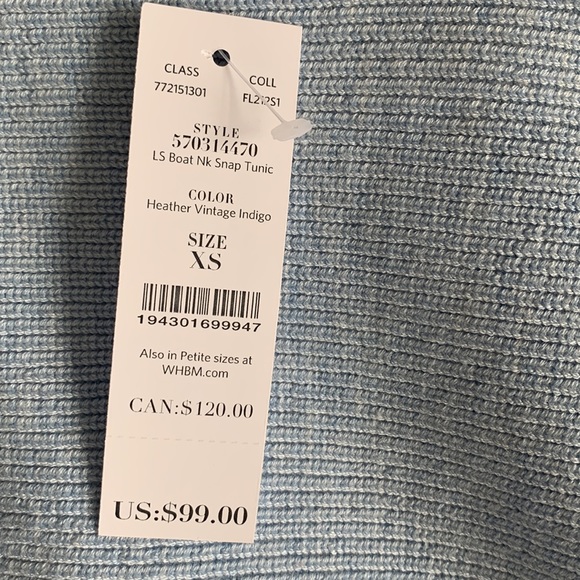 CLASS COLL
772151301 FL212S1
STYLE
570314470
LS Boat Nk Snap Tunic
COLOR
Heather Vintage Indigo
SIZE
XS
194301699947
Also in Petite sizes at
WHBM.com
CAN:$120.00
US:$99.00